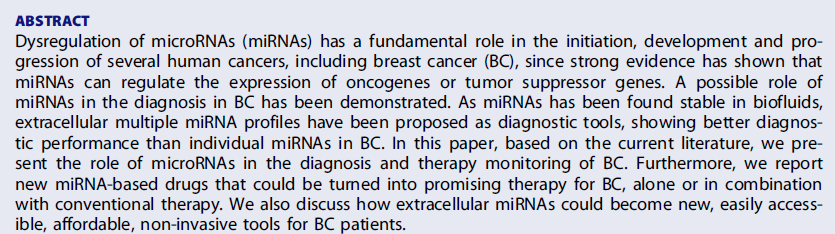 ABSTRACT
Dysregulation of microRNAs (miRNAs) has a fundamental role in the initiation, development and pro-
gression of several human cancers, including breast cancer (BC), since strong evidence has shown that
miRNAs can regulate the expression of oncogenes or tumor suppressor genes. A possible role of
miRNAs in the diagnosis in BC has been demonstrated. As miRNAs has been found stable in biofluids,
extracellular multiple miRNA profiles have been proposed as diagnostic tools, showing better diagnos-
tic performance than individual miRNAs in BC. In this paper, based on the current literature, we pre-
sent the role of microRNAs in the diagnosis and therapy monitoring of BC. Furthermore, we report
new miRNA-based drugs that could be turned into promising therapy for BC, alone or in combination
with conventional therapy. We also discuss how extracellular miRNAs could become new, easily access-
ible, affordable, non-invasive tools for BC patients.